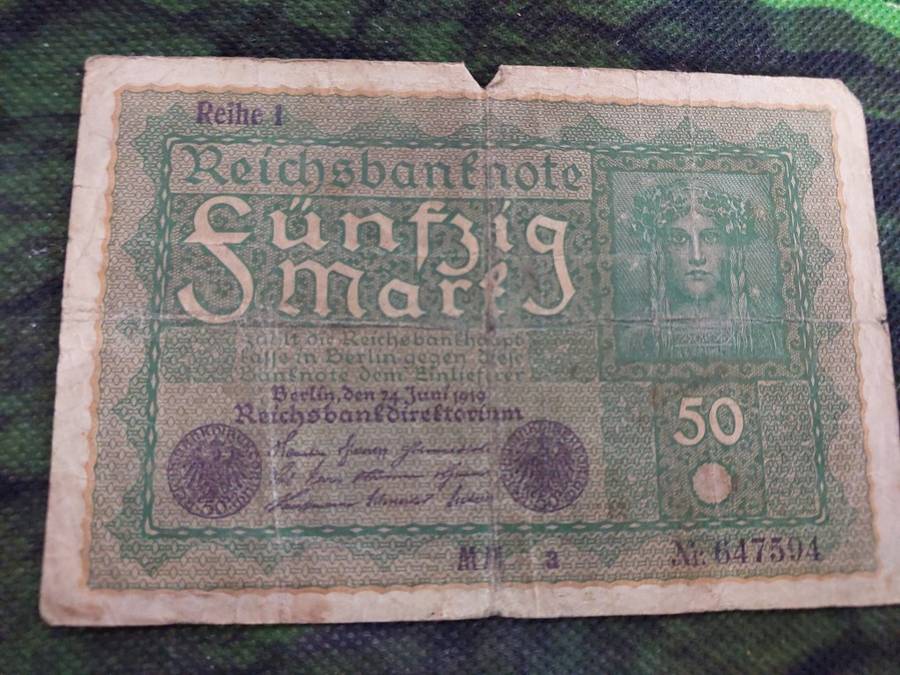 Reihe 1
Reichsbanknote
Fünfzig
Mark
zahlt die Reichsbankhaupt
kasse in Berlin gegen diese
Banknote dem Einlieferer
Berlin, den 24. Juni 1919
Reichsbankdirektorium
50
a
Nr. 647594